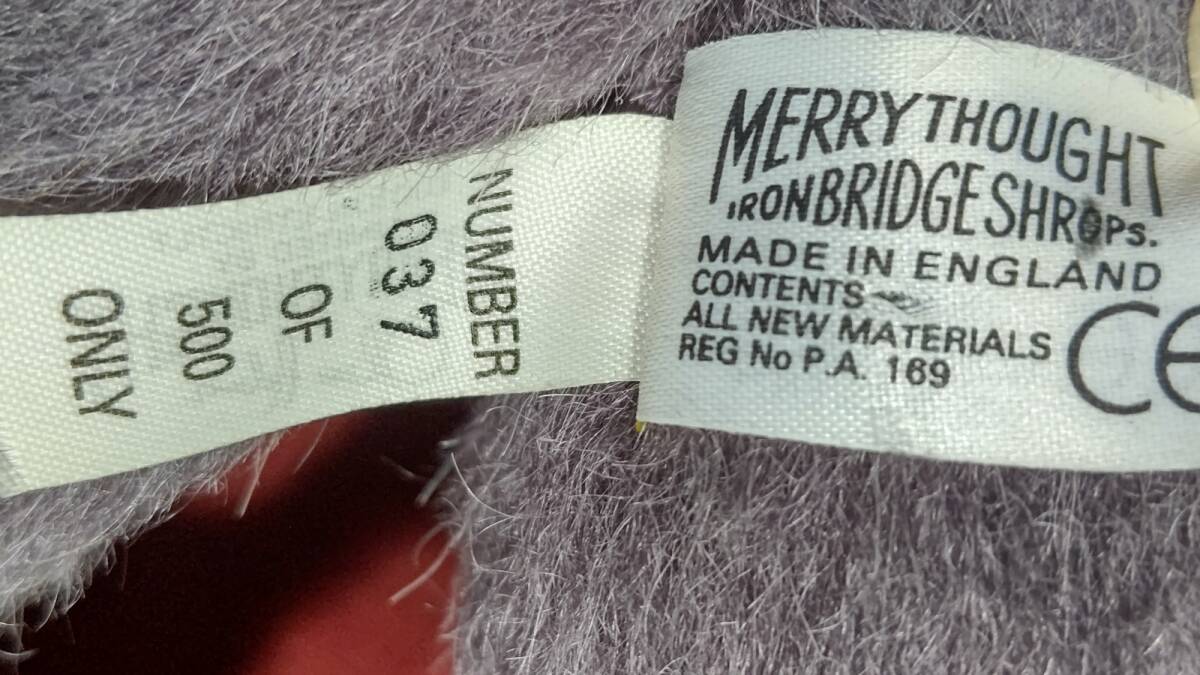 NUMBER
037
OF
500
ONLY
MERRYTHOUGHT
IRONBRIDGE SHROPS.
MADE IN ENGLAND
CONTENTS
ALL NEW MATERIALS
REG No P.A. 169
CE